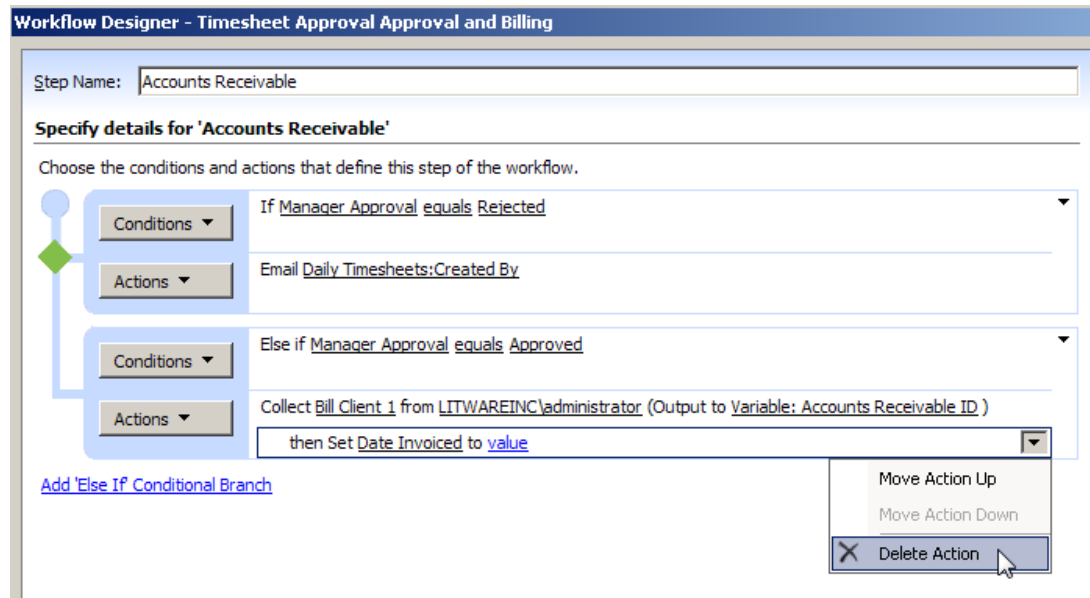 Workflow Designer - Timesheet Approval Approval and Billing
Step Name: Accounts Receivable
Specify details for 'Accounts Receivable'
Choose the conditions and actions that define this step of the workflow.
Conditions
If Manager Approval equals Rejected
Actions
Email Daily Timesheets:Created By
Conditions
Else if Manager Approval equals Approved
Actions
Collect Bill Client 1 from LITWAREINC\administrator (Output to Variable: Accounts Receivable ID )
then Set Date Invoiced to value
Add 'Else If' Conditional Branch
Move Action Up
Move Action Down
Delete Action